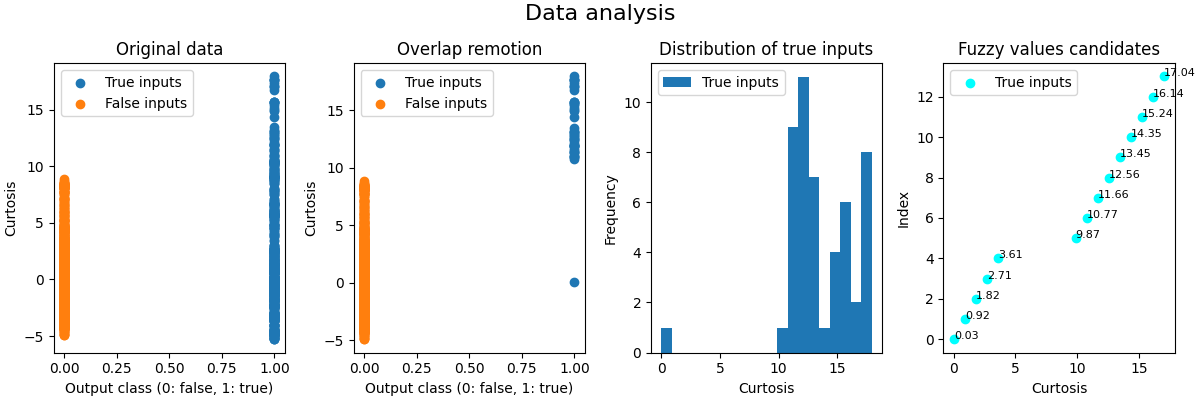 Data analysis
Original data
True inputs
False inputs
Curtosis
15
10
5
0
−5
0.00
0.25
0.50
0.75
1.00
Output class (0: false, 1: true)
Overlap remotion
True inputs
False inputs
Curtosis
15
10
5
0
−5
0.00
0.25
0.50
0.75
1.00
Output class (0: false, 1: true)
Distribution of true inputs
True inputs
Frequency
10
8
6
4
2
0
0
5
10
15
Curtosis
Fuzzy values candidates
True inputs
Index
12
10
8
6
4
2
0
17.04
16.14
15.24
14.35
13.45
12.56
11.66
10.77
9.87
3.61
2.71
1.82
0.92
0.03
0
5
10
15
Curtosis